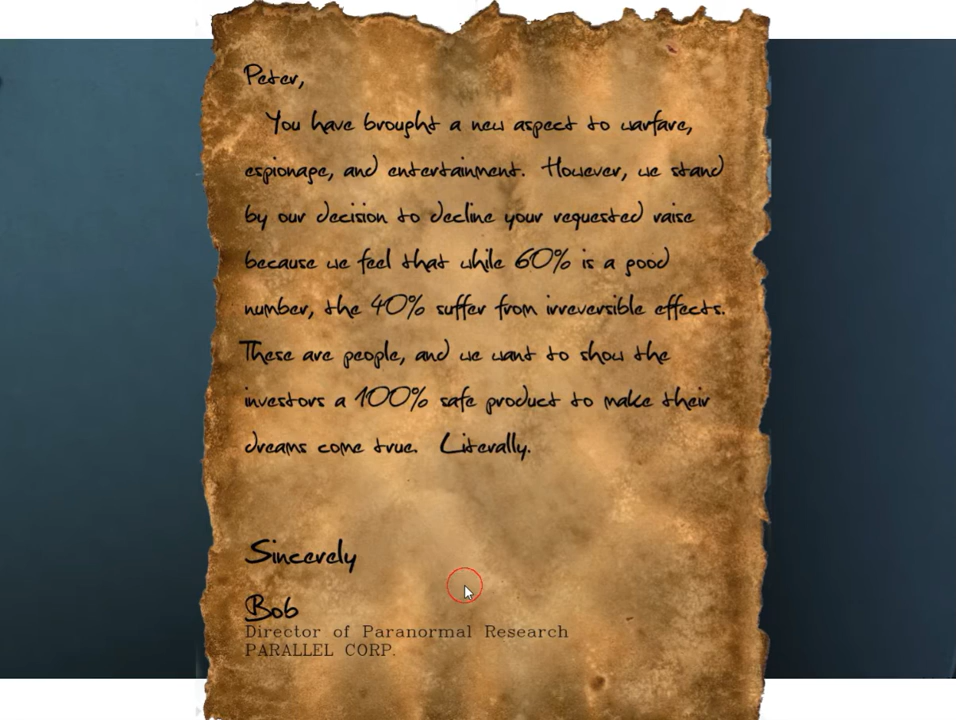 Peter,
You have brought a new aspect to warfare,
espionage, and entertainment. However, we stand
by our decision to decline your requested raise
because we feel that while 60% is a good
number, the 40% suffer from irreversible effects.
These are people, and we want to show the
investors a 100% safe product to make their
dreams come true. Literally.
Sincerely
Bob
Director of Paranormal Research
PARALLEL CORP.